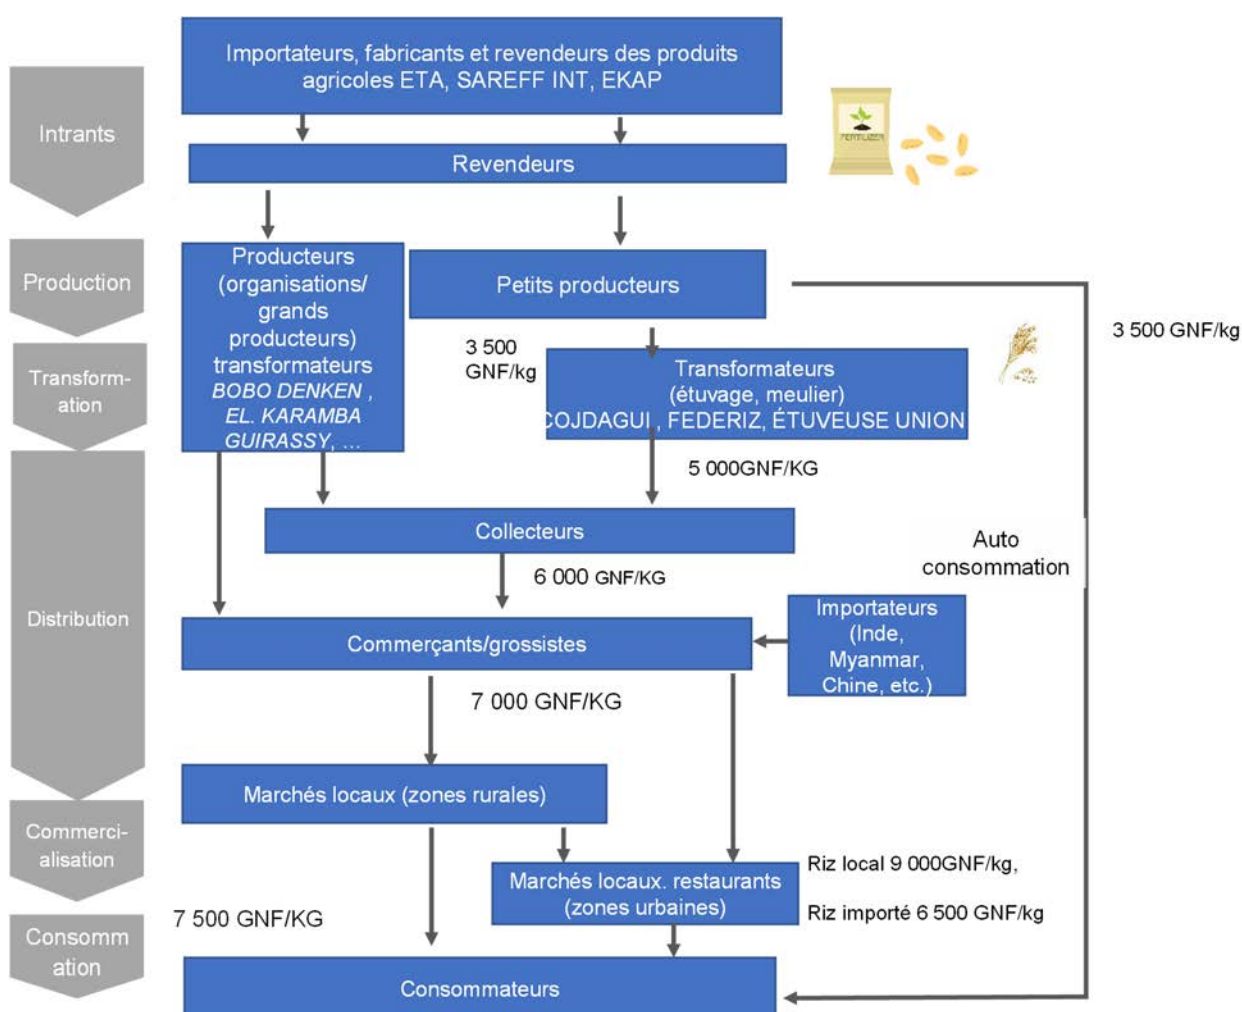 Importateurs, fabricants et revendeurs des produits
agricoles ETA, SAREFF INT, EKAP
Intrants
FERTILIZER
Revendeurs
Production
Producteurs
(organisations/
grands
producteurs)
transformateurs
BOBO DENKEN ,
EL. KARAMBA
GUIRASSY, ...
Petits producteurs
3 500 GNF/kg
3 500
GNF/kg
Transform-
ation
Transformateurs
(étuvage, meulier)
COJDAGUI, FEDERIZ, ÉTUVEUSE UNION
5 000GNF/KG
Collecteurs
Auto
consommation
6 000 GNF/KG
Distribution
Commerçants/grossistes
Importateurs
(Inde,
Myanmar,
Chine, etc.)
7 000 GNF/KG
Marchés locaux (zones rurales)
Commerci-
alisation
Marchés locaux. restaurants
(zones urbaines)
Riz local 9 000GNF/kg,
Riz importé 6 500 GNF/kg
7 500 GNF/KG
Consomm
ation
Consommateurs